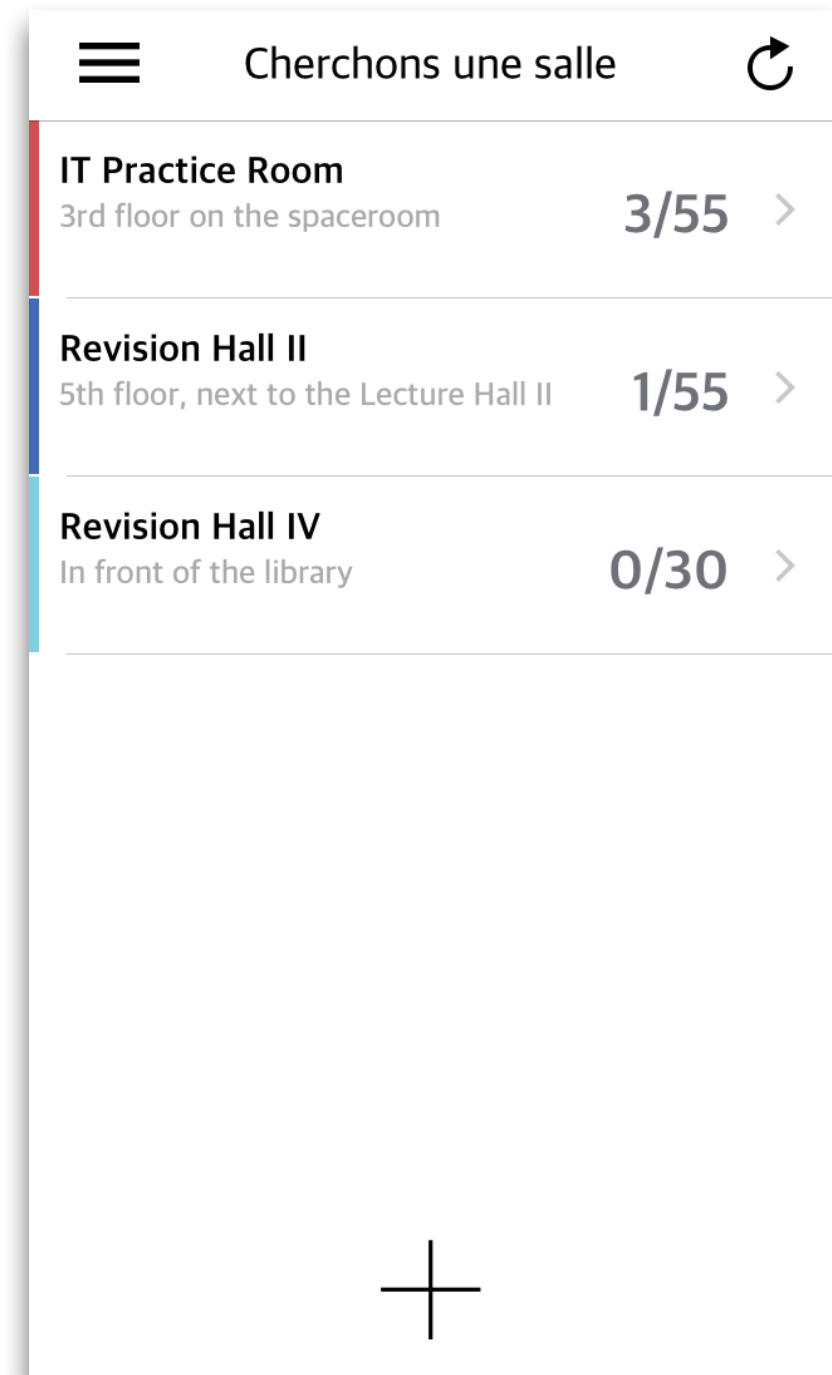 Cherchons une salle
IT Practice Room
3rd floor on the spaceroom
3/55
Revision Hall II
5th floor, next to the Lecture Hall II
1/55
Revision Hall IV
In front of the library
0/30